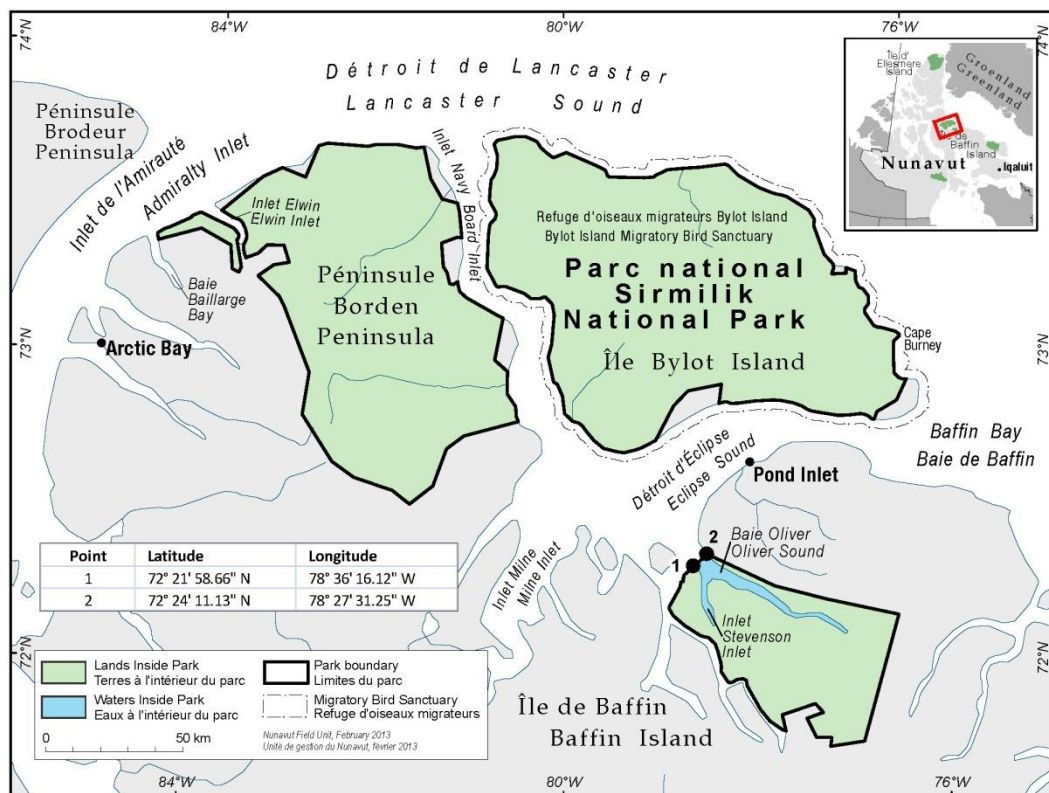 84°W
80°W
76°W
74°N
74°N
Détroit de Lancaster
Lancaster Sound
Péninsule
Brodeur
Peninsula
Inlet de l'Amirauté
Admiralty Inlet
Inlet Navy Board Inlet
Île d'
Ellesmere
Island
Groenland
Greenland
Île de
Baffin
Island
Nunavut
Iqaluit
Inlet Elwin
Elwin Inlet
Refuge d'oiseaux migrateurs Bylot Island
Bylot Island Migratory Bird Sanctuary
Parc national
Sirmilik
National Park
Péninsule
Borden
Peninsula
Baie
Baillarge
Bay
Île Bylot Island
Cape
Burney
73°N
73°N
Arctic Bay
Baffin Bay
Baie de Baffin
Détroit d'Éclipse
Eclipse Sound
Pond Inlet
Point Latitude Longitude
1 72° 21' 58.66" N 78° 36' 16.12" W
2 72° 24' 11.13" N 78° 27' 31.25" W
Inlet Milne
Milne Inlet
1
2
Baie Oliver
Oliver Sound
Inlet
Stevenson
Inlet
72°N
72°N
Lands Inside Park
Terres à l'intérieur du parc
Waters Inside Park
Eaux à l'intérieur du parc
Park boundary
Limites du parc
Migratory Bird Sanctuary
Refuge d'oiseaux migrateurs
0 50 km
Nunavut Field Unit, February 2013
Unité de gestion du Nunavut, février 2013
Île de Baffin
Baffin Island
84°W
80°W
76°W